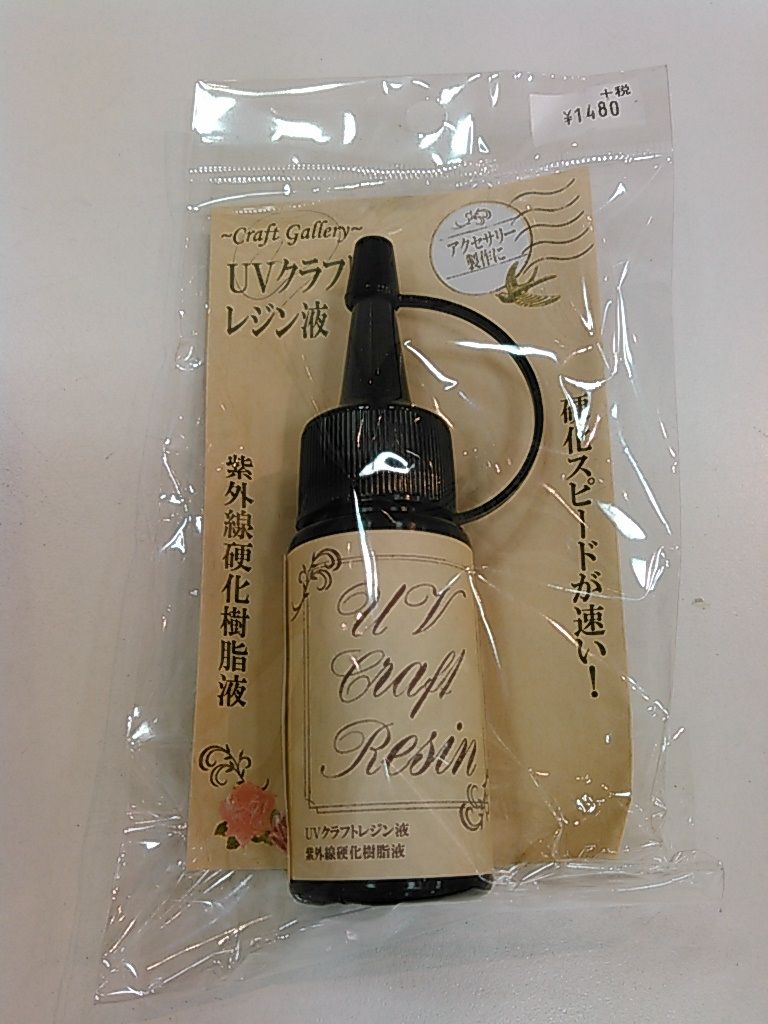 +税
¥1480
~Craft Gallery~
UVクラフト
レジン液
アクセサリー
製作に
硬化スピードが速い!
紫外線硬化樹脂液
UV
Craft
Resin
UVクラフトレジン液
紫外線硬化樹脂液